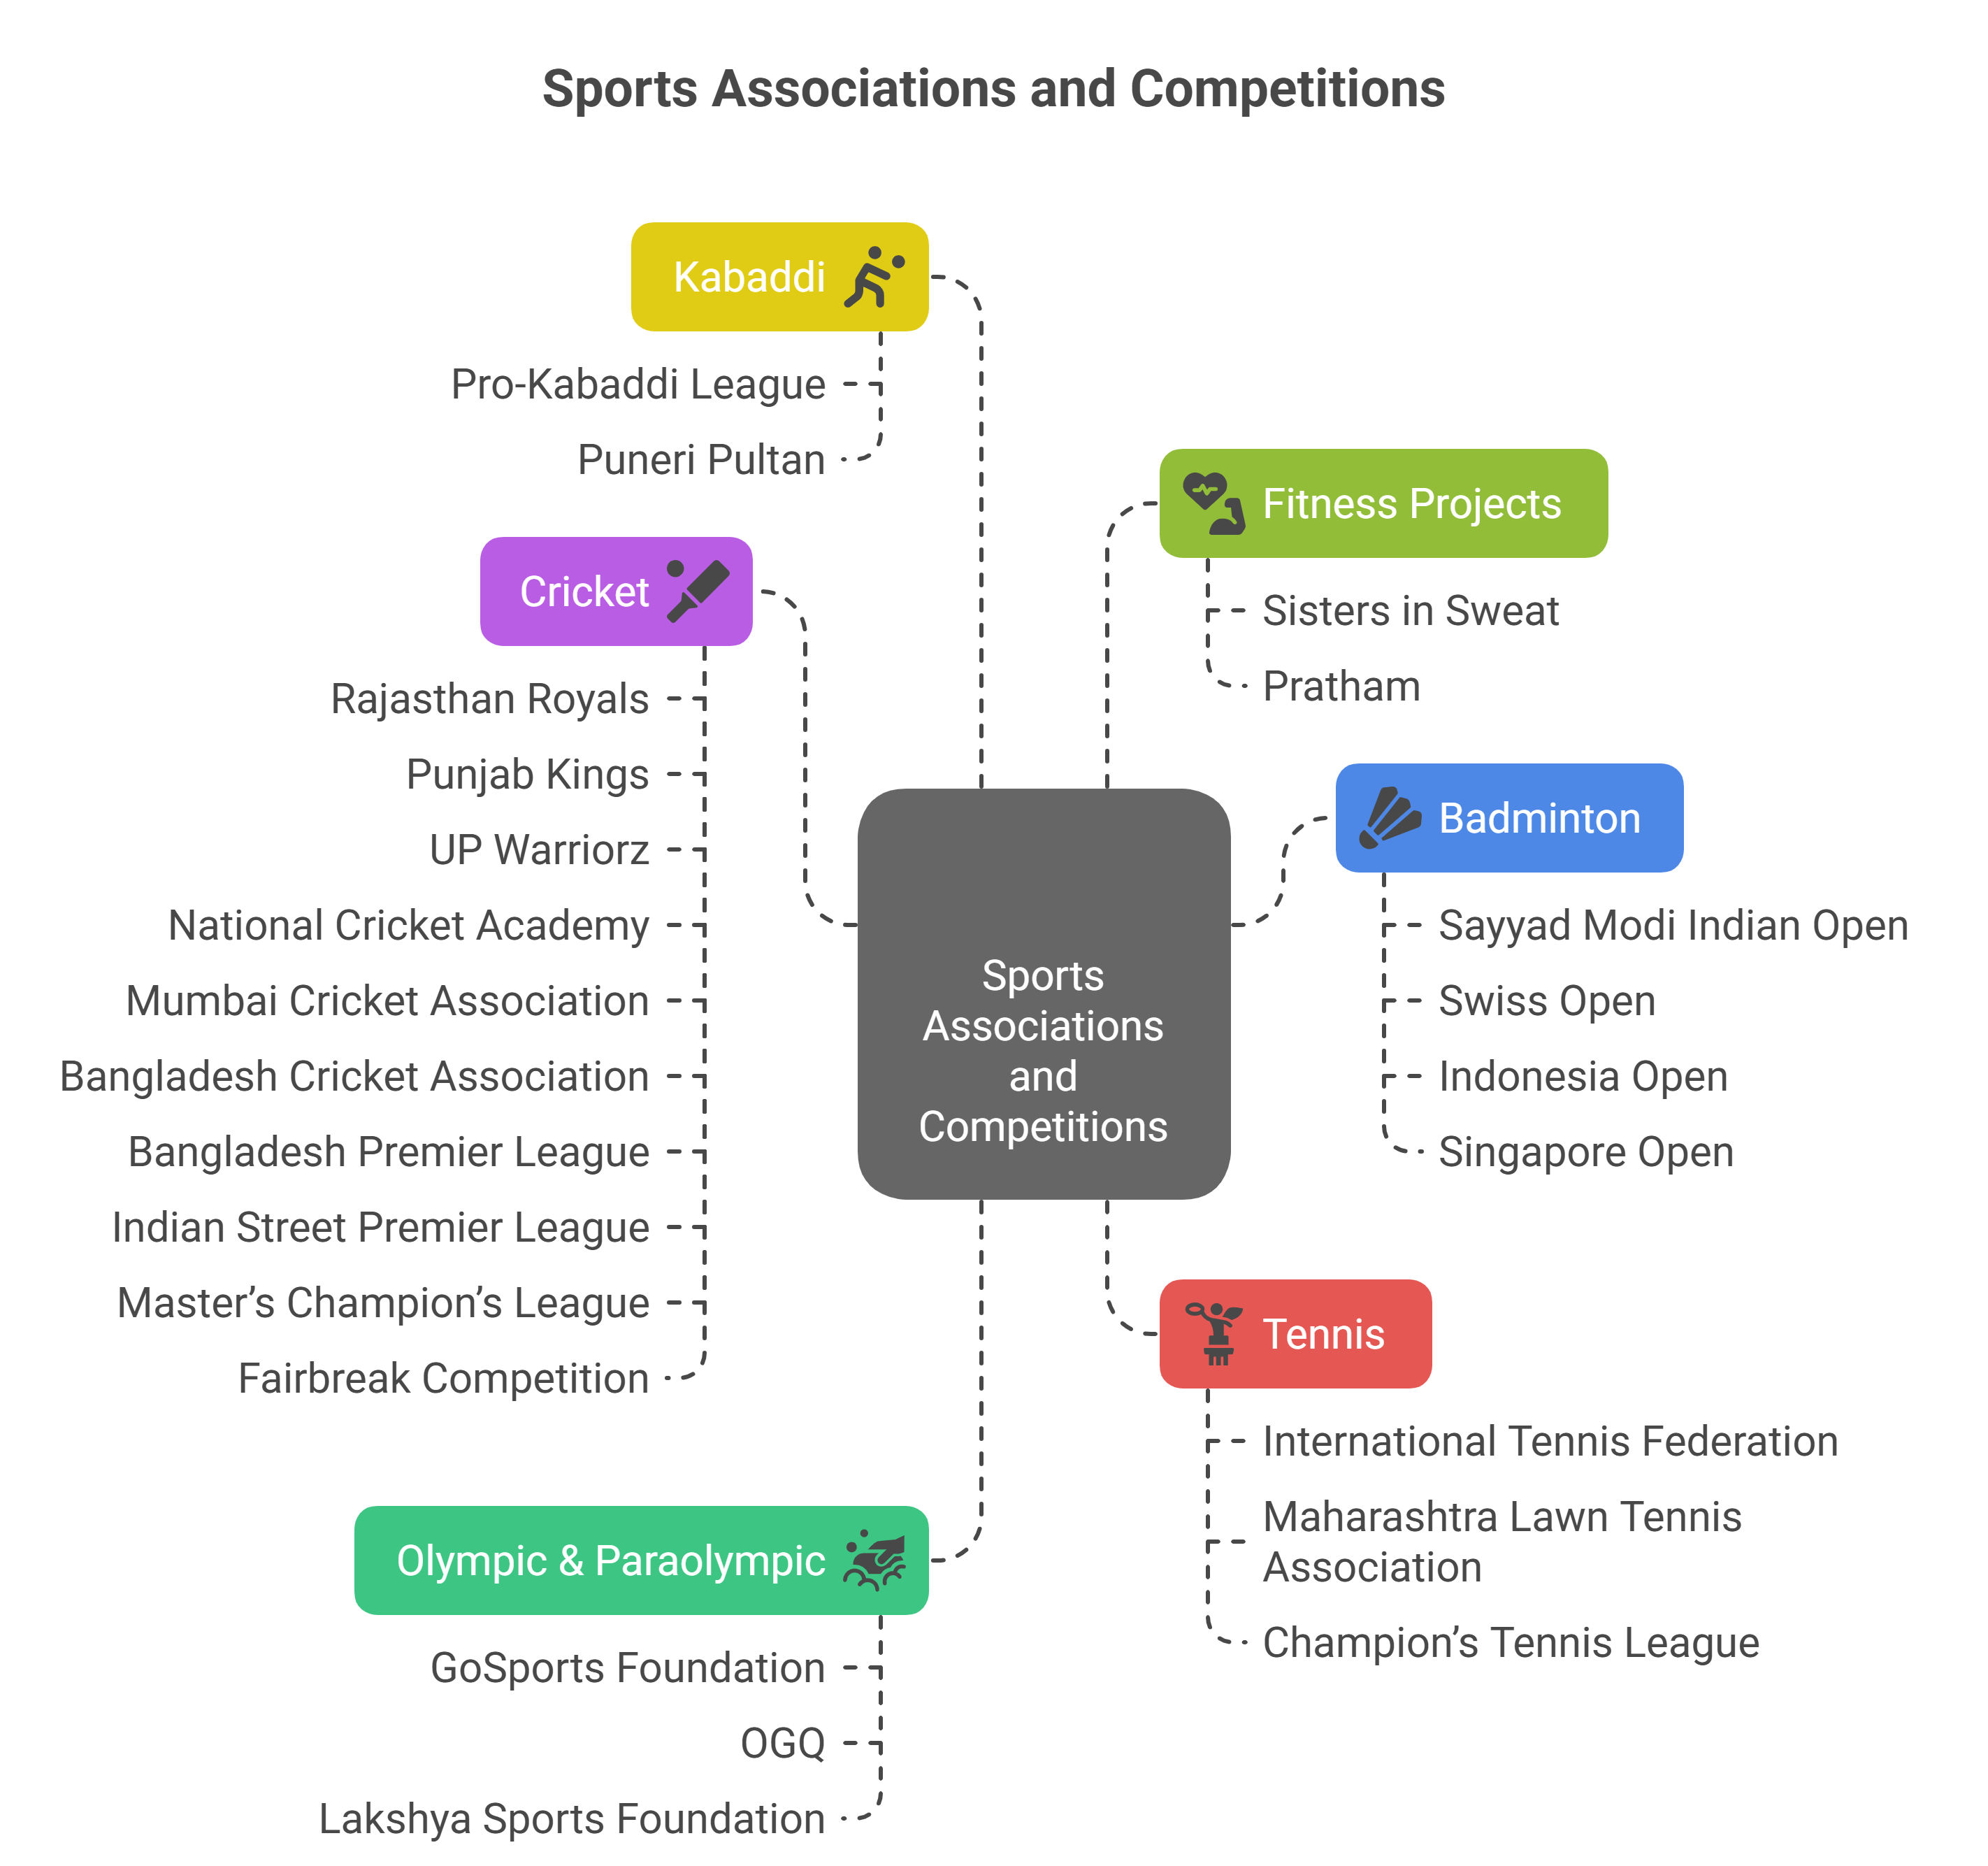 Sports Associations and Competitions
Kabaddi
Pro-Kabaddi League
Puneri Pultan
Cricket
Rajasthan Royals
Punjab Kings
UP Warriorz
National Cricket Academy
Mumbai Cricket Association
Bangladesh Cricket Association
Bangladesh Premier League
Indian Street Premier League
Master’s Champion’s League
Fairbreak Competition
Olympic & Paraolympic
GoSports Foundation
OGQ
Lakshya Sports Foundation
Sports
Associations
and
Competitions
Fitness Projects
Sisters in Sweat
Pratham
Badminton
Sayyad Modi Indian Open
Swiss Open
Indonesia Open
Singapore Open
Tennis
International Tennis Federation
Maharashtra Lawn Tennis
Association
Champion’s Tennis League